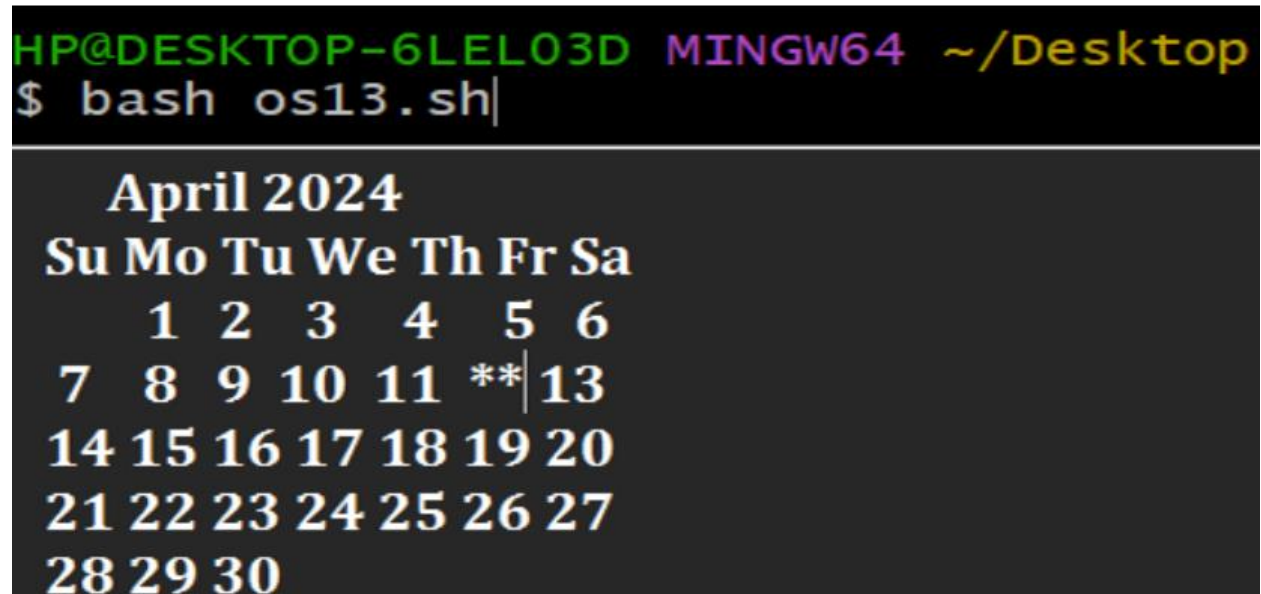 HP@DESKTOP-6LELO3D MINGW64 ~/Desktop
$ bash os13.sh
April 2024
Su Mo Tu We Th Fr Sa
1 2 3 4 5 6
7 8 9 10 11 ** 13
14 15 16 17 18 19 20
21 22 23 24 25 26 27
28 29 30